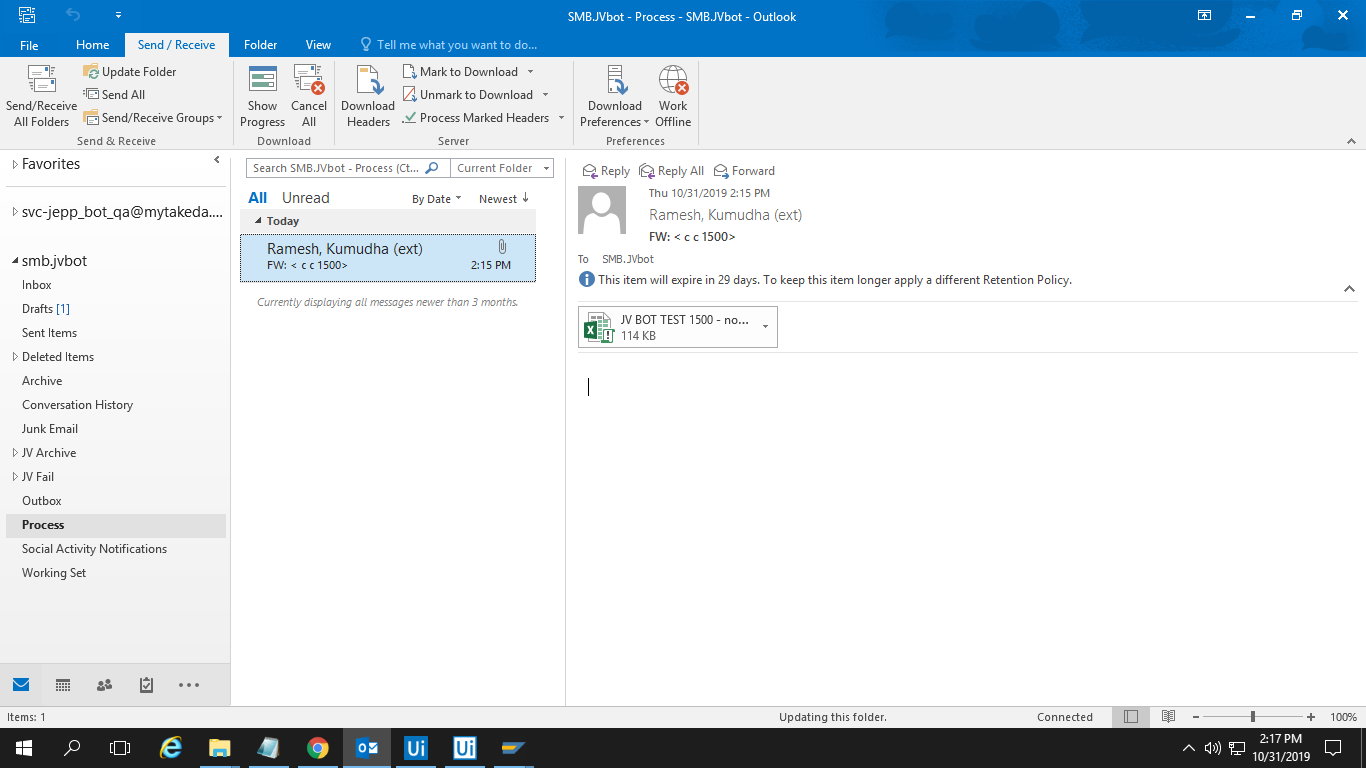 SMB.JVbot - Process - SMB.JVbot - Outlook
File Home Send / Receive Folder View Tell me what you want to do...
Send/Receive All Folders
Update Folder
Send All
Send/Receive Groups
Send & Receive
Show Progress
Cancel All
Download
Download Headers
Mark to Download
Unmark to Download
Process Marked Headers
Server
Download Preferences
Work Offline
Preferences
Favorites
svc-jepp_bot_qa@mytakeda....
smb.jvbot
Inbox
Drafts [1]
Sent Items
Deleted Items
Archive
Conversation History
Junk Email
JV Archive
JV Fail
Outbox
Process
Social Activity Notifications
Working Set
Search SMB.JVbot - Process (Ct... Current Folder
All Unread By Date Newest
Today
Ramesh, Kumudha (ext)
FW: < c c 1500> 2:15 PM
Currently displaying all messages newer than 3 months.
Reply Reply All Forward
Thu 10/31/2019 2:15 PM
Ramesh, Kumudha (ext)
FW: < c c 1500>
To SMB.JVbot
This item will expire in 29 days. To keep this item longer apply a different Retention Policy.
JV BOT TEST 1500 - no...
114 KB
Items: 1 Updating this folder. Connected 100%
Ui Ui
2:17 PM
10/31/2019